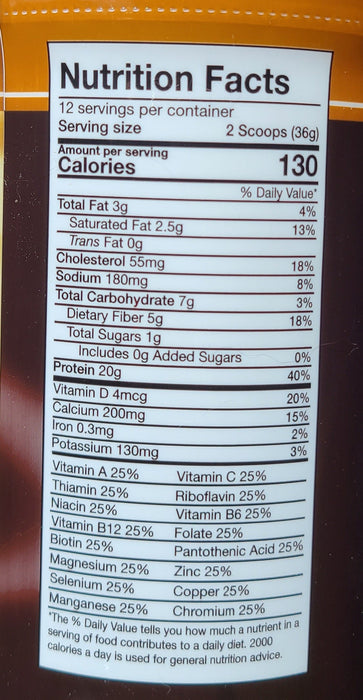 Nutrition Facts
12 servings per container
Serving size 2 Scoops (36g)
Amount per serving
Calories 130
% Daily Value*
Total Fat 3g 4%
Saturated Fat 2.5g 13%
Trans Fat 0g
Cholesterol 55mg 18%
Sodium 180mg 8%
Total Carbohydrate 7g 3%
Dietary Fiber 5g 18%
Total Sugars 1g
Includes 0g Added Sugars 0%
Protein 20g 40%
Vitamin D 4mcg 20%
Calcium 200mg 15%
Iron 0.3mg 2%
Potassium 130mg 3%
Vitamin A 25% Vitamin C 25%
Thiamin 25% Riboflavin 25%
Niacin 25% Vitamin B6 25%
Vitamin B12 25% Folate 25%
Biotin 25% Pantothenic Acid 25%
Magnesium 25% Zinc 25%
Selenium 25% Copper 25%
Manganese 25% Chromium 25%
*The % Daily Value tells you how much a nutrient in a
serving of food contributes to a daily diet. 2000
calories a day is used for general nutrition advice.